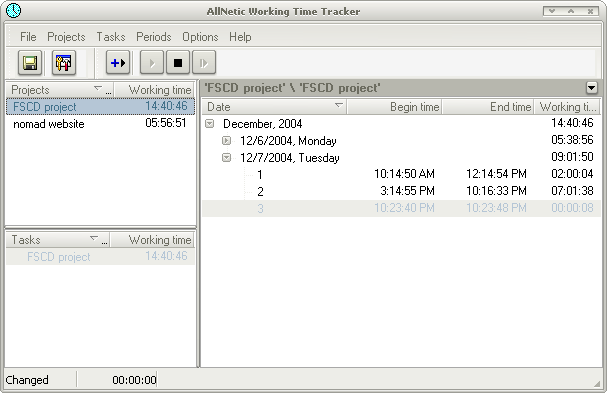 AllNetic Working Time Tracker
File Projects Tasks Periods Options Help
Projects ... Working time
FSCD project 14:40:46
nomad website 05:56:51
Tasks ... Working time
FSCD project 14:40:46
'FSCD project' \ 'FSCD project'
Date Begin time End time Working ti...
December, 2004 14:40:46
12/6/2004, Monday 05:38:56
12/7/2004, Tuesday 09:01:50
1 10:14:50 AM 12:14:54 PM 02:00:04
2 3:14:55 PM 10:16:33 PM 07:01:38
3 10:23:40 PM 10:23:48 PM 00:00:08
Changed 00:00:00